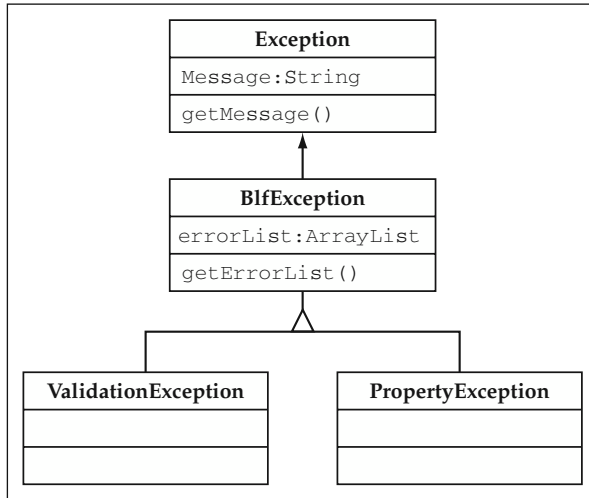 Exception
Message:String
getMessage()
BlfException
errorList:ArrayList
getErrorList()
ValidationException
PropertyException